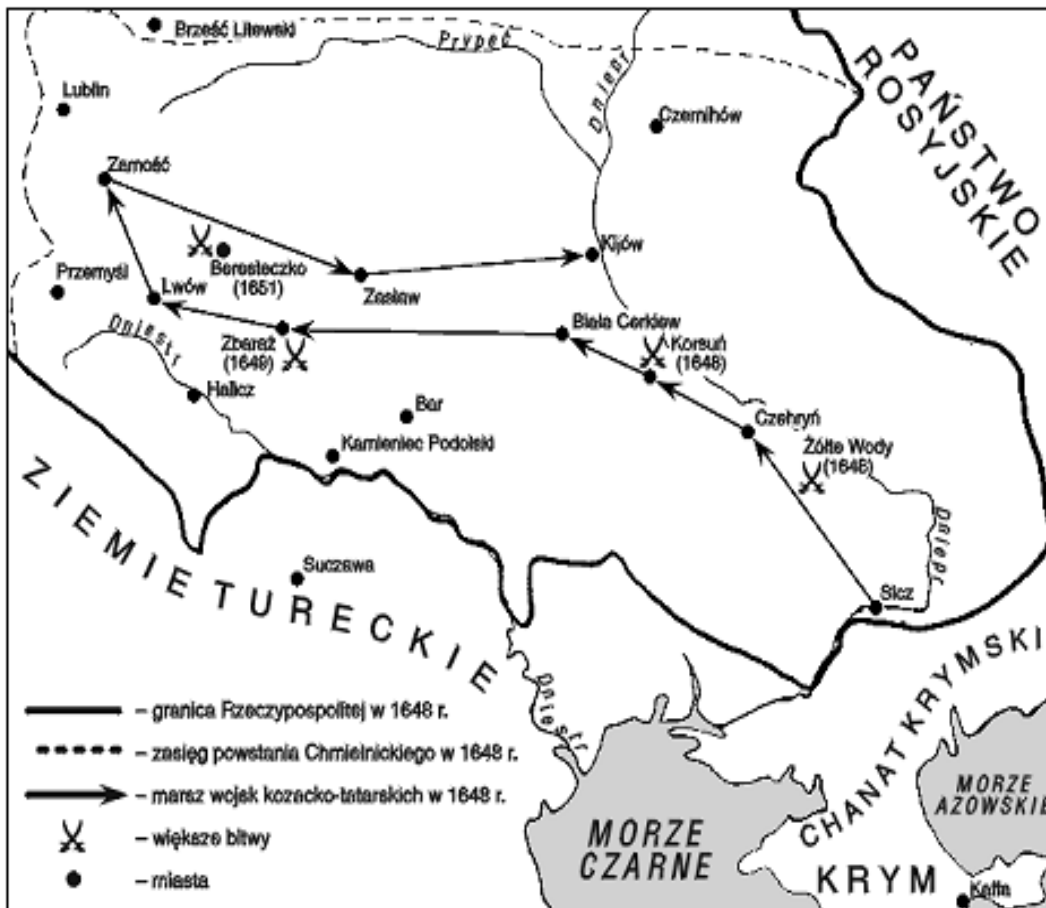 Brześć Litewski
Prypeć
Dniepr
PAŃSTWO
ROSYJSKIE
Lublin
Czernihów
Zamość
Kijów
Beresteczko
(1651)
Zasław
Przemyśl
Lwów
Dniestr
Zbaraż
(1649)
Biała Cerkiew
Korsuń
(1648)
Halicz
Bar
Czehryń
Kamieniec Podolski
Żółte Wody
(1648)
Dniepr
ZIEMIE TURECKIE
Suczawa
Sicz
Dniestr
CHANAT KRYMSKI
– granica Rzeczypospolitej w 1648 r.
– zasięg powstania Chmielnickiego w 1648 r.
– marsz wojsk kozacko-tatarskich w 1648 r.
– większe bitwy
– miasta
MORZE
CZARNE
MORZE
AZOWSKIE
KRYM
Kaffa